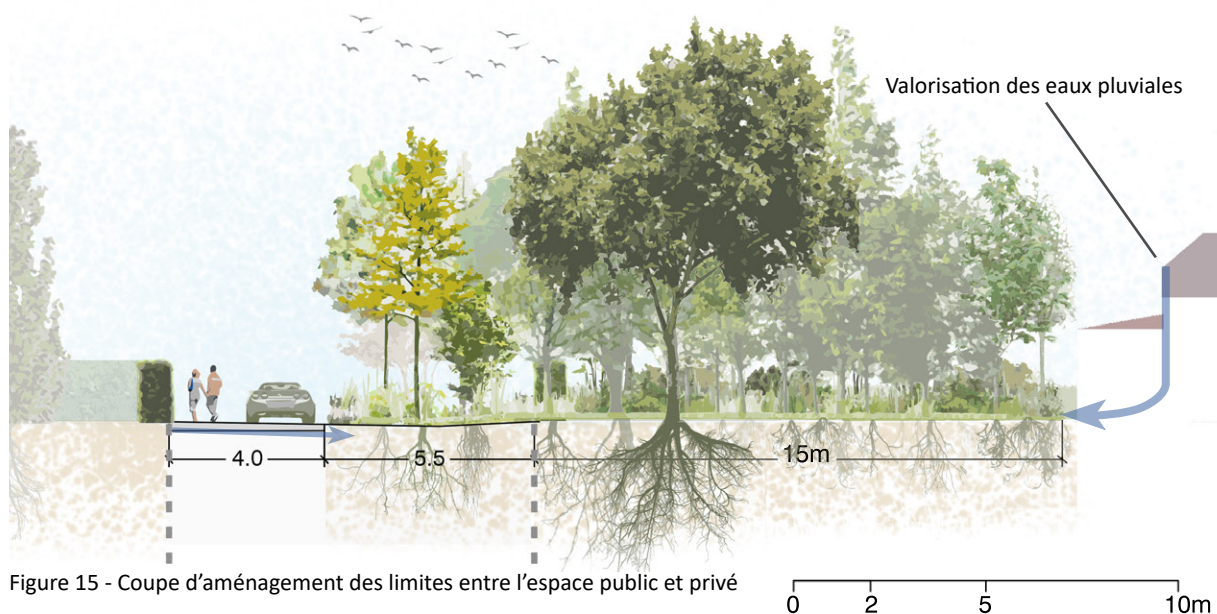 Valorisation des eaux pluviales
4.0
5.5
15m
Figure 15 - Coupe d’aménagement des limites entre l’espace public et privé
0 2 5 10m